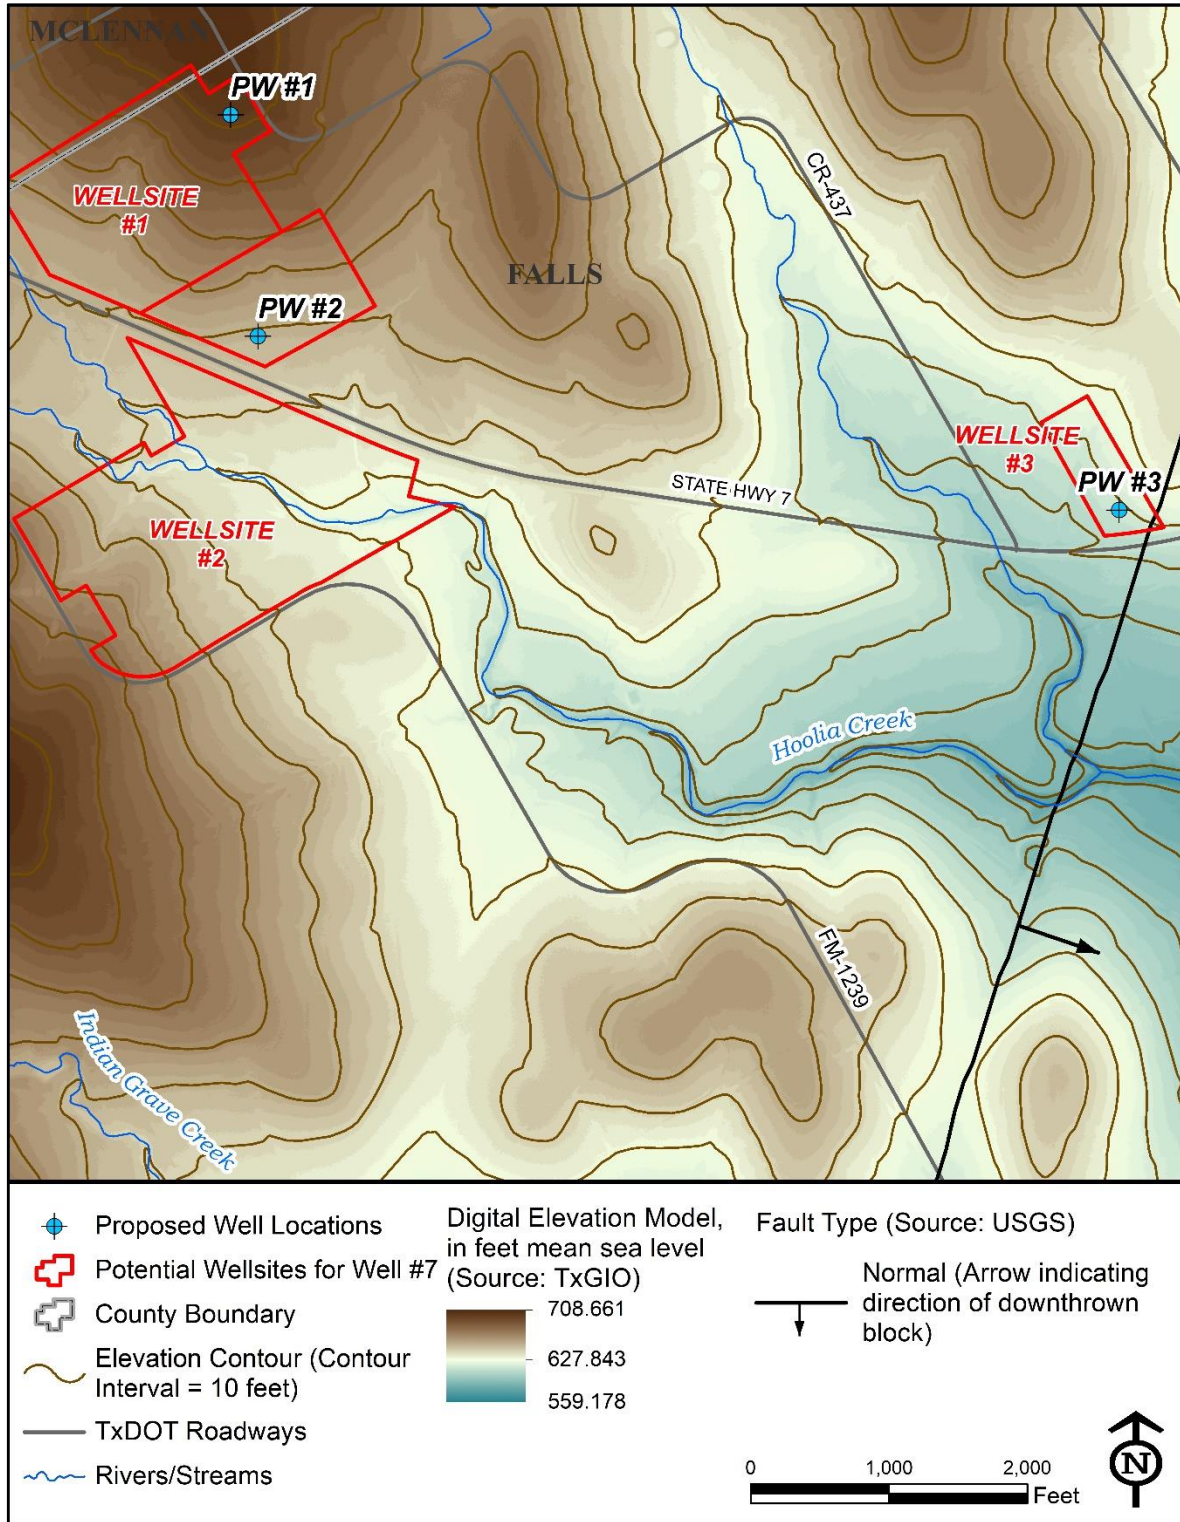 MCLENNAN
PW #1
WELLSITE
#1
CR-437
FALLS
PW #2
WELLSITE
#3
PW #3
STATE HWY 7
WELLSITE
#2
Hoolia Creek
FM-1239
Indian Grave Creek
Proposed Well Locations
Potential Wellsites for Well #7
County Boundary
Elevation Contour (Contour
Interval = 10 feet)
TxDOT Roadways
Rivers/Streams
Digital Elevation Model,
in feet mean sea level
(Source: TxGIO)
708.661
627.843
559.178
Fault Type (Source: USGS)
Normal (Arrow indicating
direction of downthrown
block)
0 1,000 2,000
Feet
N